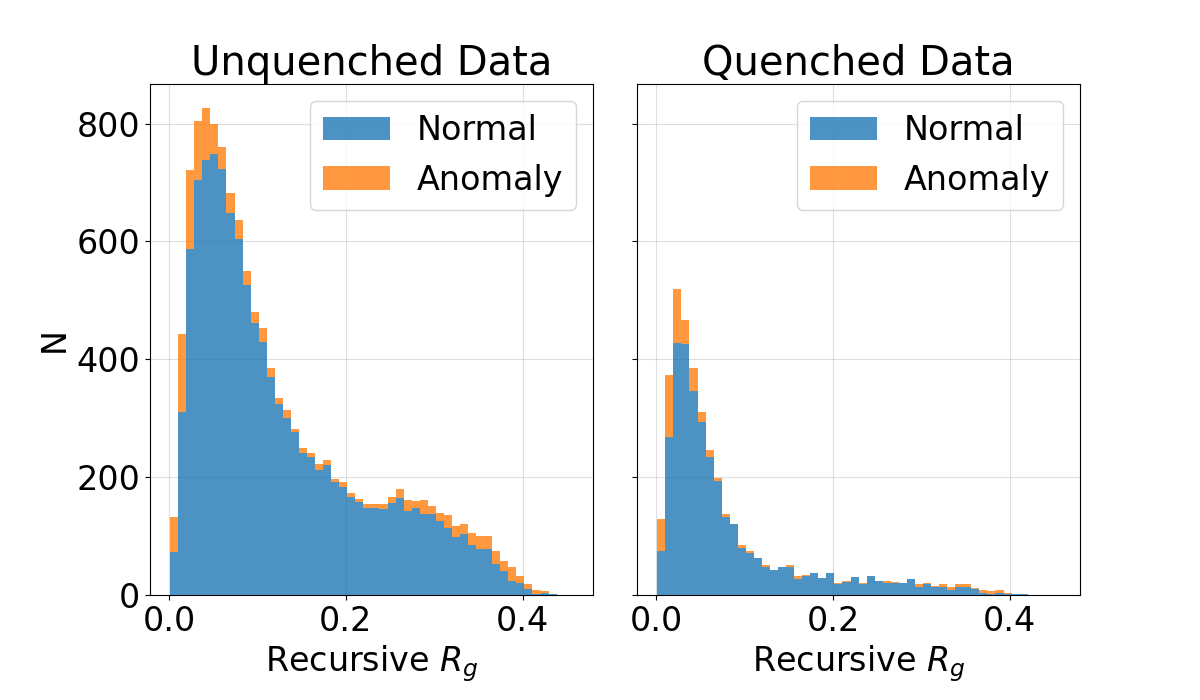 Unquenched Data
Quenched Data
Normal
Anomaly
Normal
Anomaly
N
800
600
400
200
0
0.0 0.2 0.4
0.0 0.2 0.4
Recursive R_g
Recursive R_g